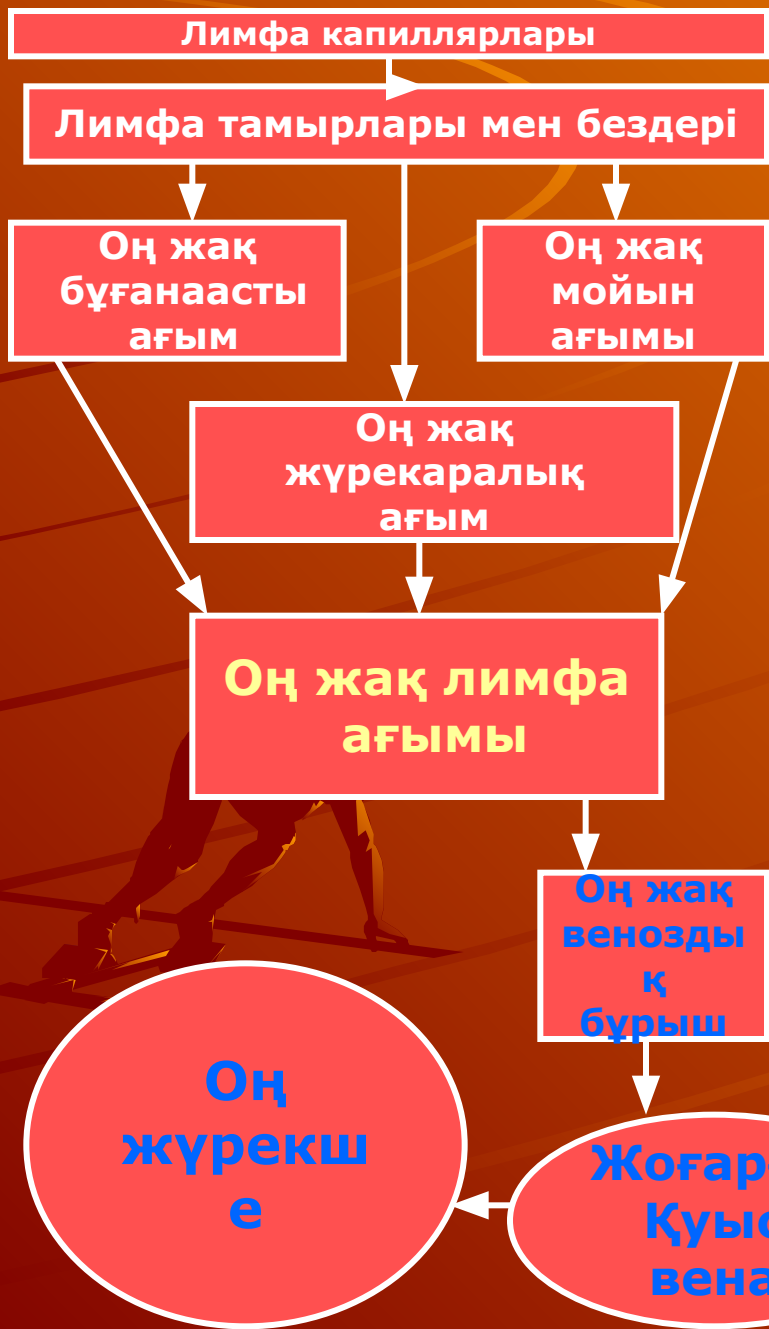 Лимфа капиллярлары
Лимфа тамырлары мен бездері
Оң жақ
бұғанаасты
ағым
Оң жақ
мойын
ағымы
Оң жақ
жүрекаралық
ағым
Оң жақ лимфа
ағымы
Оң жақ
венозды
қ
бұрыш
Оң
жүрекш
е